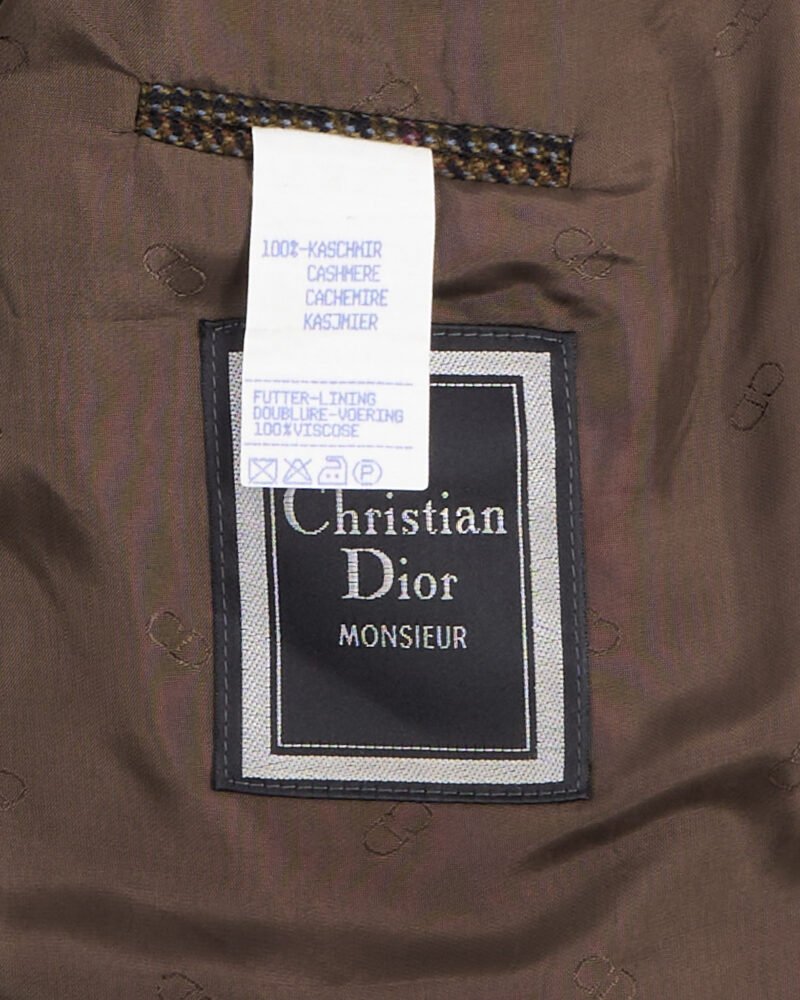 100%-KASCHMIR
CASHMERE
CACHEMIRE
KASJMIER
FUTTER-LINING
DOUBLURE-VOERING
100%VISCOSE
P
Christian
Dior
MONSIEUR